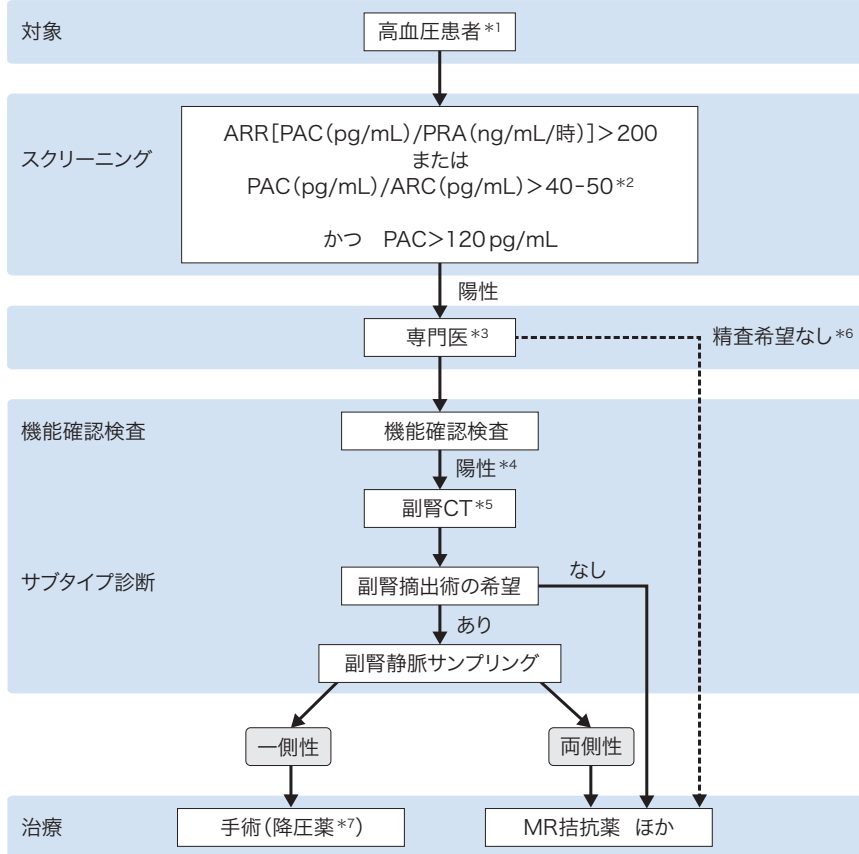 対象
高血圧患者*1
スクリーニング
ARR[PAC(pg/mL)/PRA(ng/mL/時)]>200
または
PAC(pg/mL)/ARC(pg/mL)>40-50*2
かつ PAC>120pg/mL
陽性
専門医*3
精査希望なし*6
機能確認検査
機能確認検査
陽性*4
副腎CT*5
サブタイプ診断
副腎摘出術の希望
なし
あり
副腎静脈サンプリング
一側性
両側性
治療
手術(降圧薬*7)
MR拮抗薬 ほか